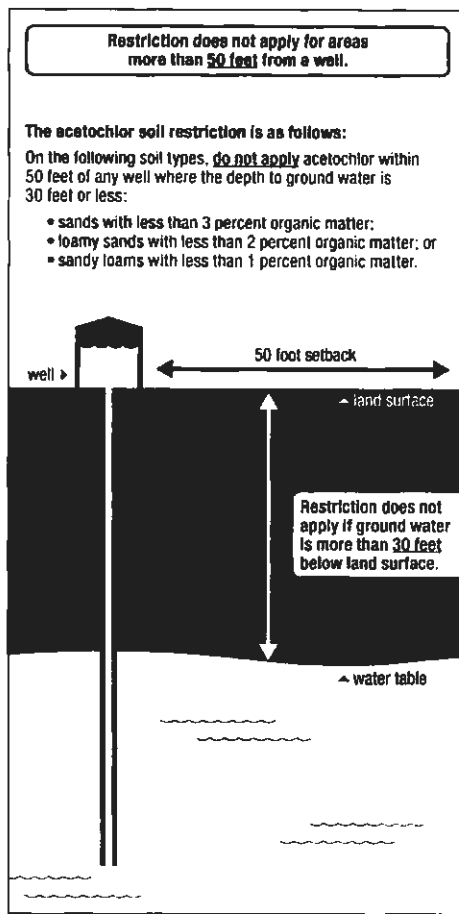 Restriction does not apply for areas
more than 50 feet from a well.
The acetochlor soil restriction is as follows:
On the following soil types, do not apply acetochlor within
50 feet of any well where the depth to ground water is
30 feet or less:
• sands with less than 3 percent organic matter;
• loamy sands with less than 2 percent organic matter; or
• sandy loams with less than 1 percent organic matter.
50 foot setback
well
land surface
Restriction does not
apply if ground water
is more than 30 feet
below land surface.
water table